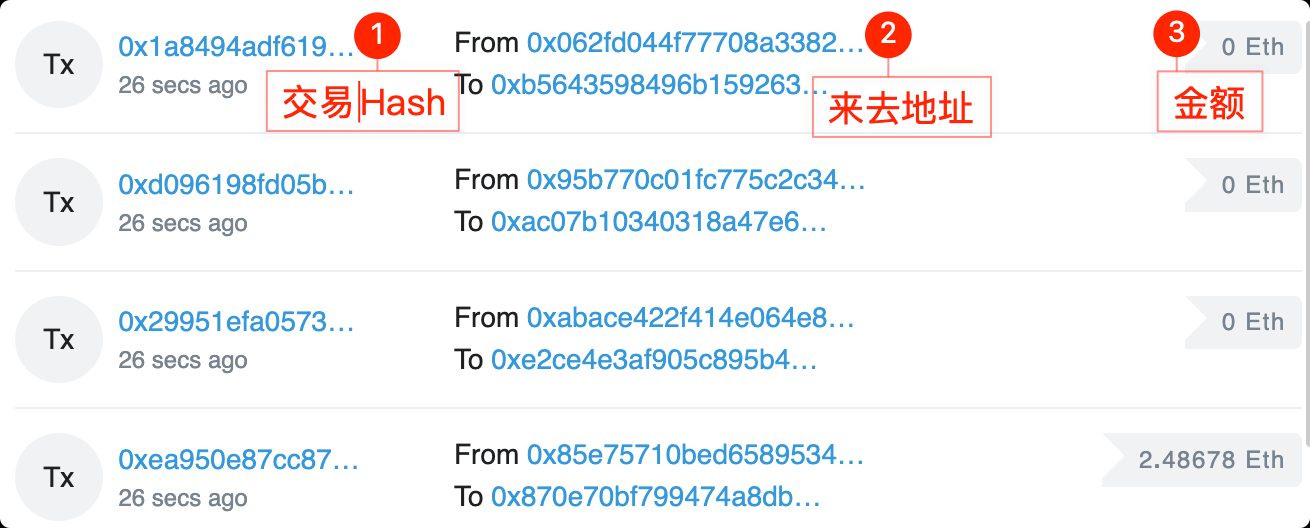 Tx
0x1a8494adf619...
1
From 0x062fd044f77708a3382...
2
3
0 Eth
26 secs ago
交易Hash
To 0xb5643598496b159263...
来去地址
金额
Tx
0xd096198fd05b...
From 0x95b770c01fc775c2c34...
0 Eth
26 secs ago
To 0xac07b10340318a47e6...
Tx
0x29951efa0573...
From 0xabace422f414e064e8...
0 Eth
26 secs ago
To 0xe2ce4e3af905c895b4...
Tx
0xea950e87cc87...
From 0x85e75710bed6589534...
2.48678 Eth
26 secs ago
To 0x870e70bf799474a8db...